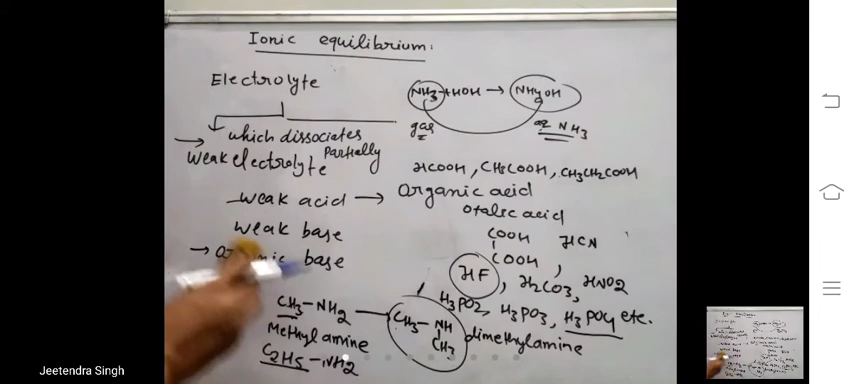 Ionic equilibrium:
Electrolyte
which dissociates
Partially
Weak electrolyte
NH3 + HOH → NH4OH
gas
aq NH3
HCOOH, CH3COOH, CH3CH2COOH
weak acid → Organic acid
Oxalic acid
COOH
COOH,
HCN
weak base
→ base
HF, H2CO3, HNO2
H3PO2, H3PO3, H3PO4 etc.
CH3-NH2
Methylamine
CH3-NH
CH3
dimethylamine
C2H5-NH2
Jeetendra Singh